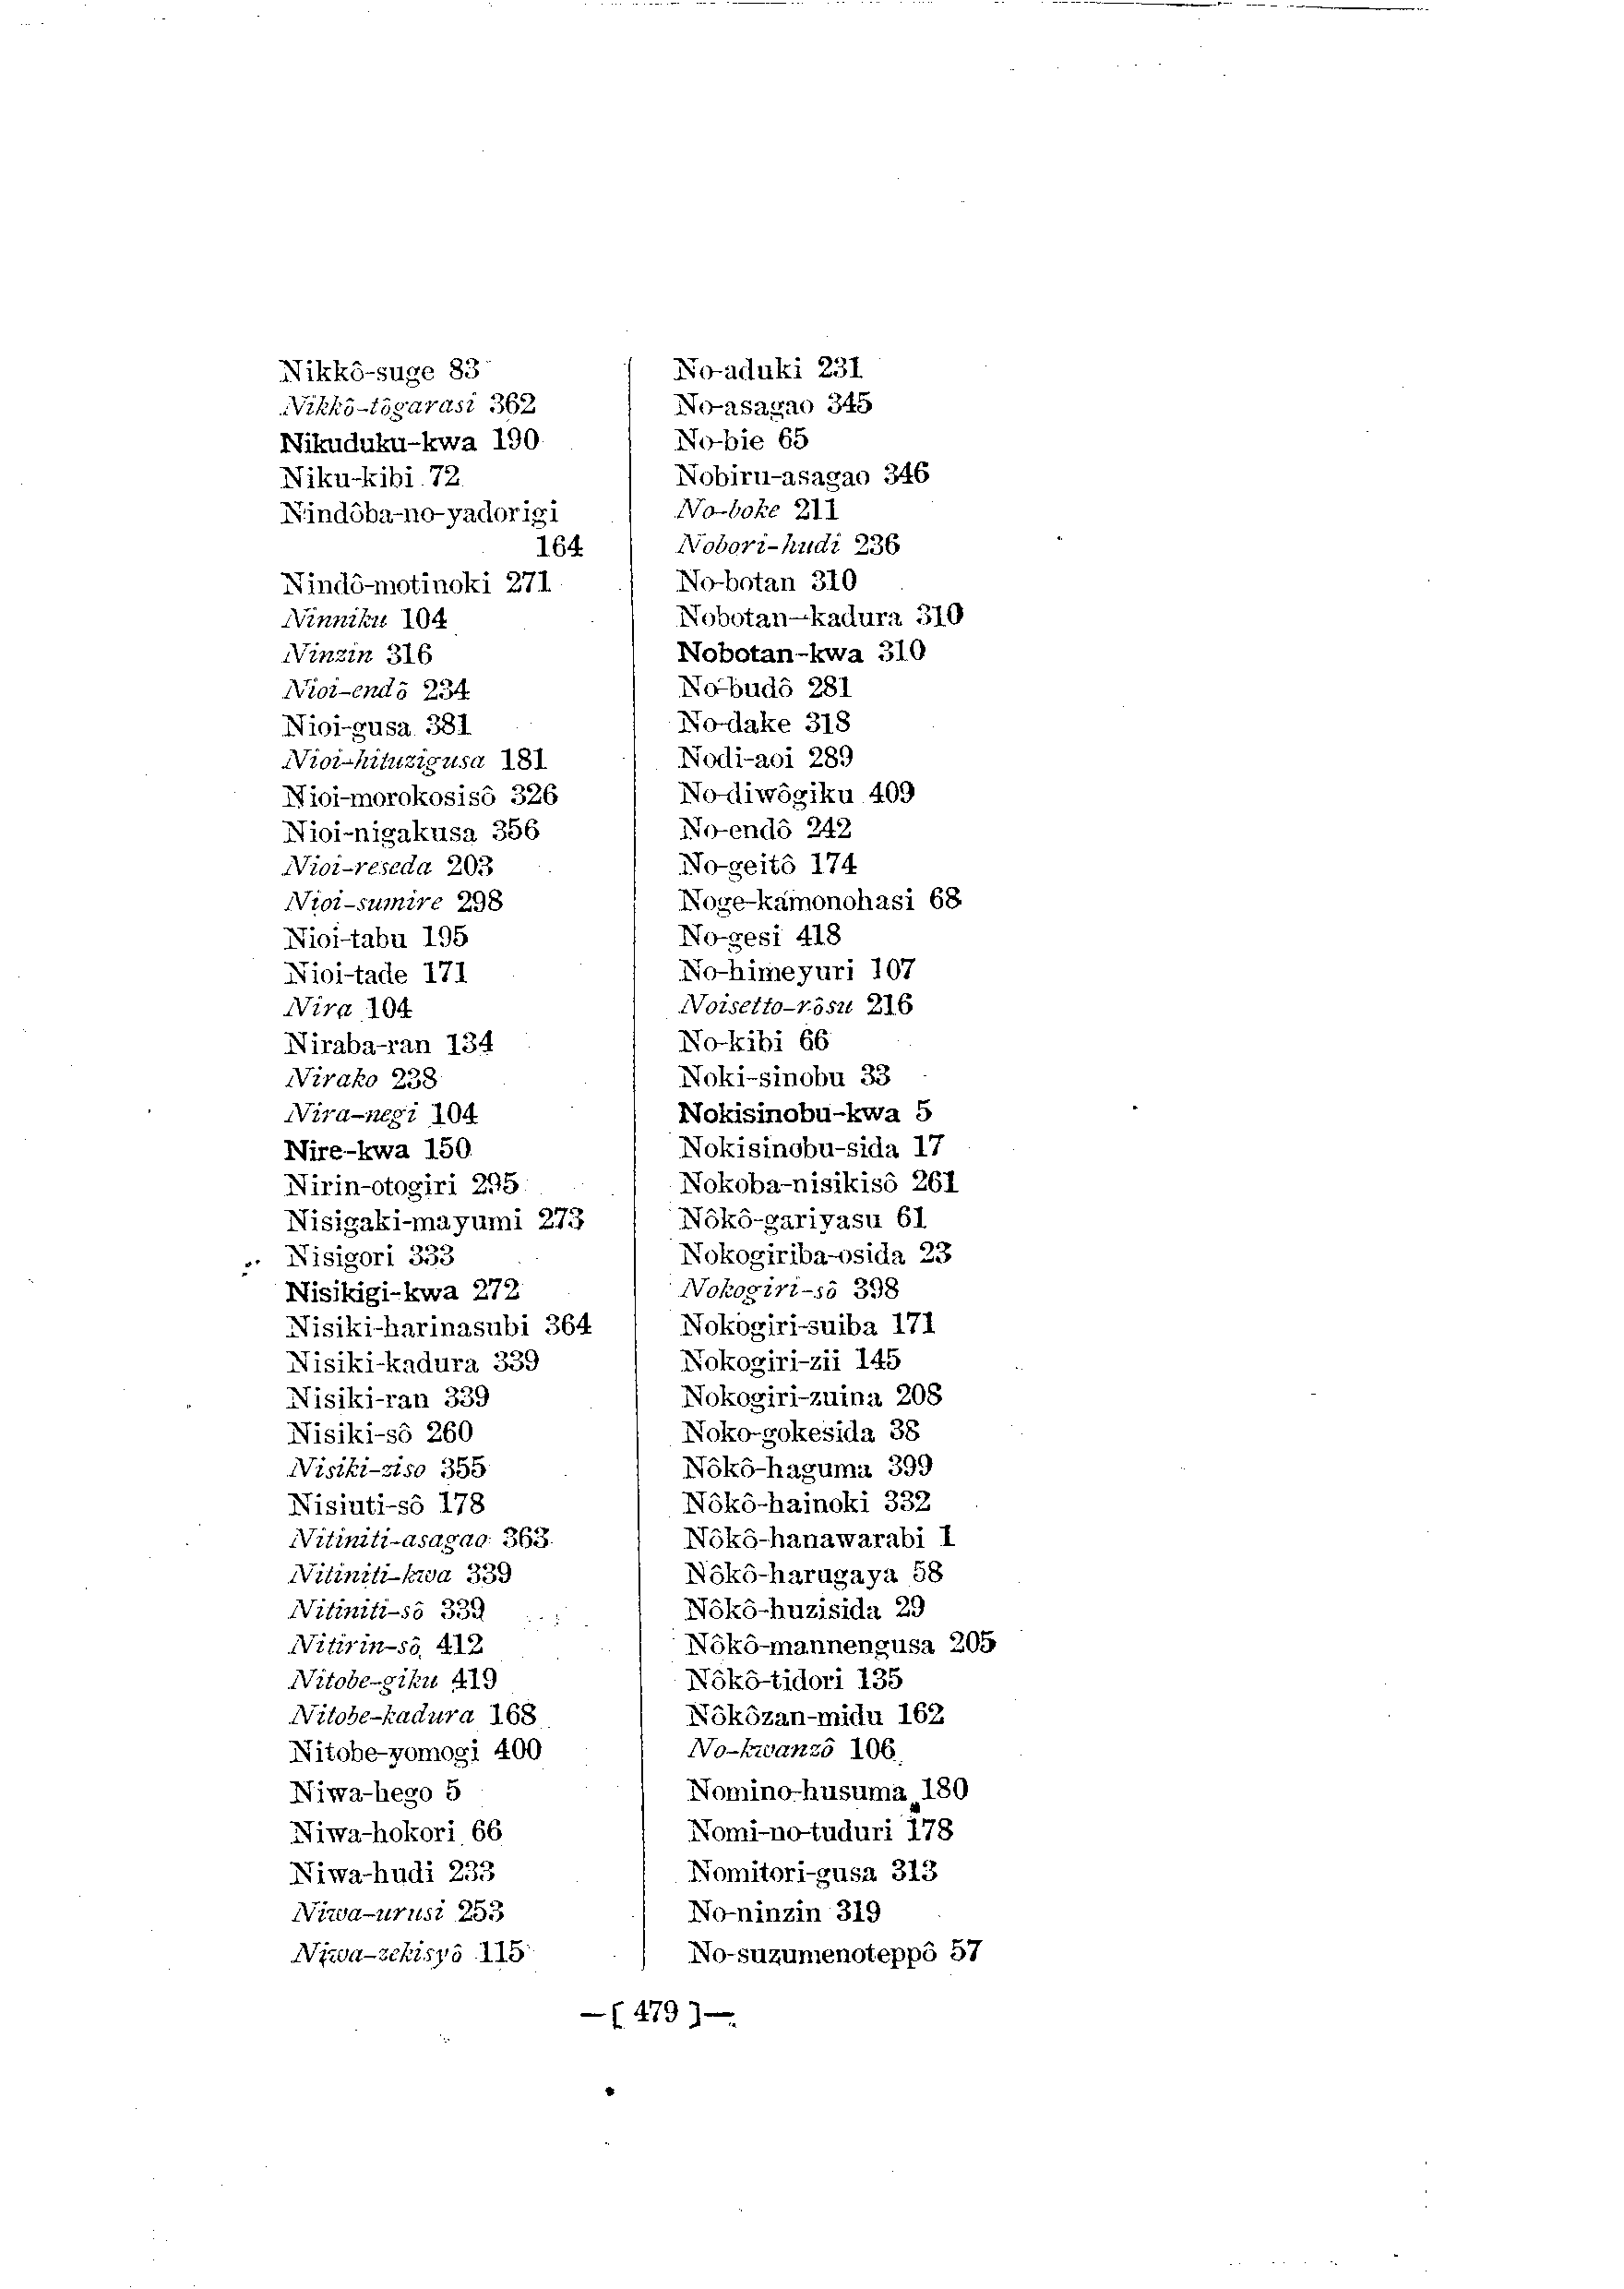 Nikkô-suge 83
Nikkô-tôgarasi 362
Nikuduku-kwa 190
Niku-kibi 72
Nindôba-no-yadorigi
164
Nindô-motinoki 271
Ninniku 104
Ninzin 316
Nioi-endô 234
Nioi-gusa 381
Nioi-hituzigusa 181
Nioi-morokosisô 326
Nioi-nigakusa 356
Nioi-reseda 203
Nioi-sumire 298
Nioi-tabu 195
Nioi-tade 171
Nira 104
Niraba-ran 134
Nirako 238
Nira-negi 104
Nire-kwa 150
Nirin-otogiri 295
Nisigaki-mayumi 273
Nisigori 333
Nisikigi-kwa 272
Nisiki-harinasubi 364
Nisiki-kadura 339
Nisiki-ran 339
Nisiki-sô 260
Nisiki-ziso 355
Nisiuti-sô 178
Nitiniti-asagao 363
Nitiniti-kwa 339
Nitiniti-sô 339
Nitirin-sô 412
Nitobe-giku 419
Nitobe-kadura 168
Nitobe-yomogi 400
Niwa-hego 5
Niwa-hokori 66
Niwa-hudi 233
Niwa-urusi 253
Niwa-zekisyô 115
No-aduki 231
No-asagao 345
No-bie 65
Nobiru-asagao 346
No-boke 211
Nobori-hudi 236
No-botan 310
Nobotan-kadura 310
Nobotan-kwa 310
No-budô 281
No-dake 318
Nodi-aoi 289
No-diwôgiku 409
No-endô 242
No-geitô 174
Noge-kamonohasi 68
No-gesi 418
No-himeyuri 107
Noisetto-rôsu 216
No-kibi 66
Noki-sinobu 33
Nokisinobu-kwa 5
Nokisinobu-sida 17
Nokoba-nisikisô 261
Nôkô-gariyasu 61
Nokogiriba-osida 23
Nokogiri-sô 398
Nokogiri-suiba 171
Nokogiri-zii 145
Nokogiri-zuina 208
Noko-gokesida 38
Nôkô-haguma 399
Nôkô-hainoki 332
Nôkô-hanawarabi 1
Nôkô-harugaya 58
Nôkô-huzisida 29
Nôkô-mannengusa 205
Nôkô-tidori 135
Nôkôzan-midu 162
No-kwanzô 106
Nomino-husuma 180
Nomi-no-tuduri 178
Nomitori-gusa 313
No-ninzin 319
No-suzumenoteppô 57
—[ 479 ]—